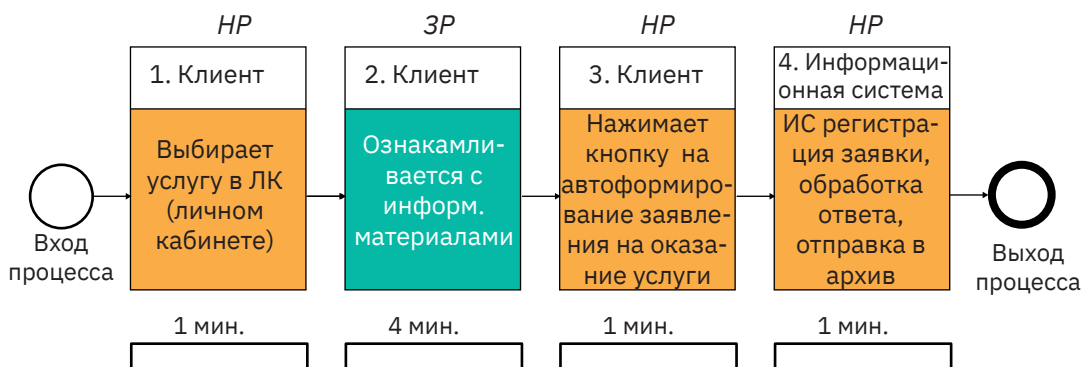 НР
ЗР
НР
НР
1. Клиент
2. Клиент
3. Клиент
4. Информаци-
онная система
Выбирает
услугу в ЛК
(личном
кабинете)
Ознакамли-
вается с
информ.
материалами
Нажимает
кнопку на
автоформиро-
вание заявле-
ния на оказа-
ние услуги
ИС регистра-
ция заявки,
обработка
ответа,
отправка в
архив
Вход
процесса
Выход
процесса
1 мин.
4 мин.
1 мин.
1 мин.